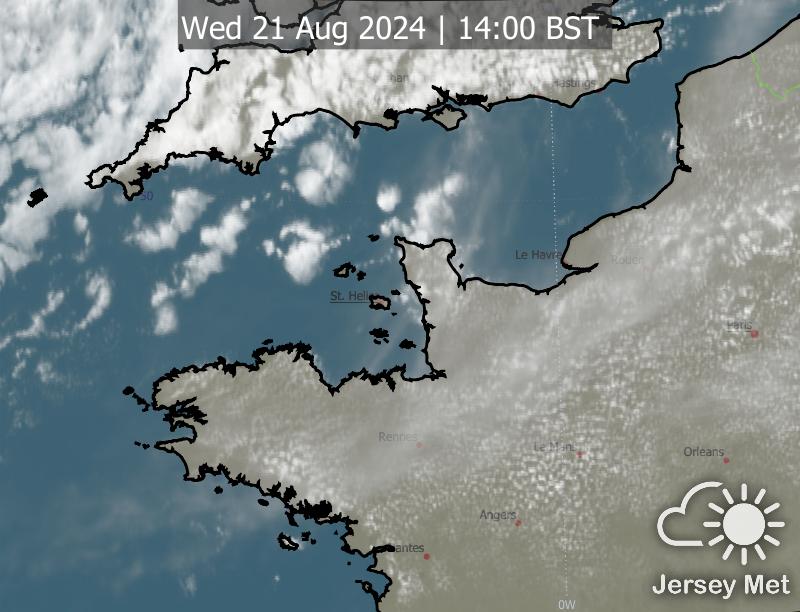 Wed 21 Aug 2024 | 14:00 BST
Hastings
50
Le Havre
Rouen
St. Helier
Paris
Rennes
Le Mans
Orleans
Angers
Nantes
Jersey Met
0W